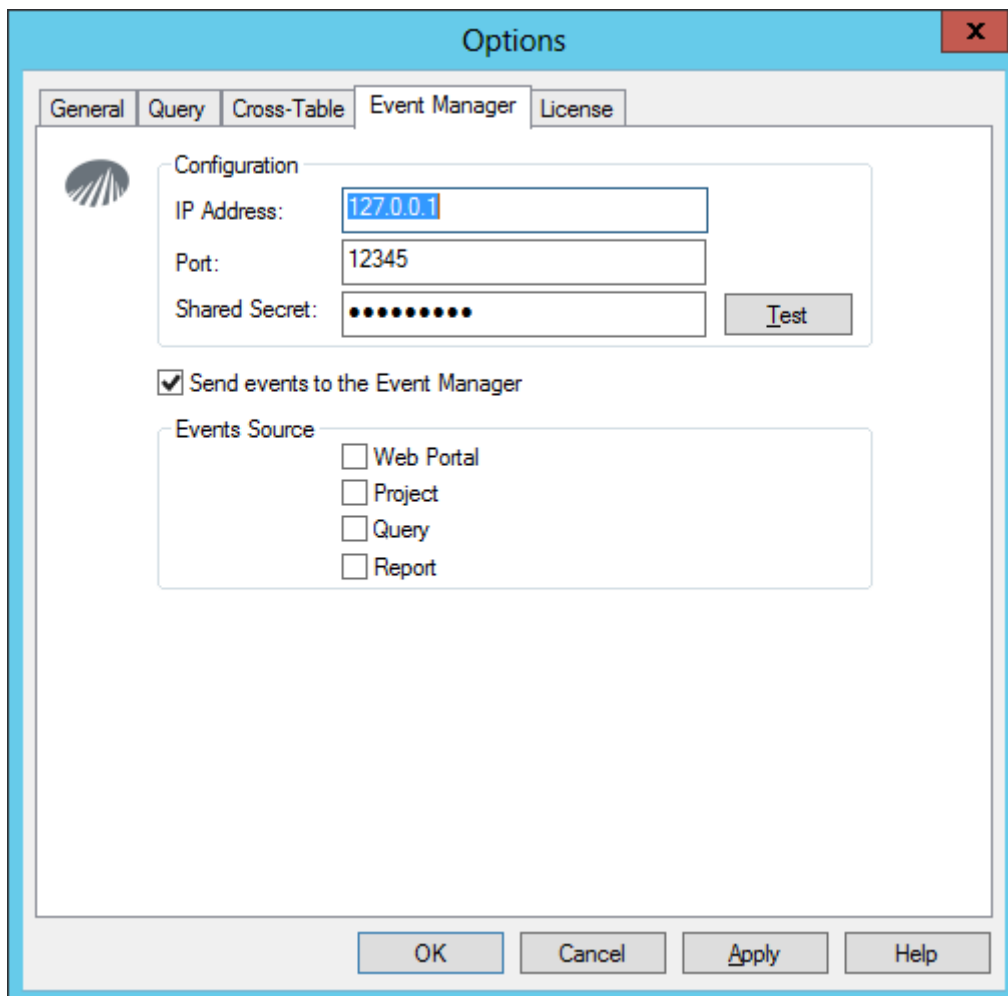 Options
x
General Query Cross-Table Event Manager License
Configuration
IP Address: 127.0.0.1
Port: 12345
Shared Secret: ●●●●●●●●● Test
Send events to the Event Manager
Events Source
Web Portal
Project
Query
Report
OK Cancel Apply Help